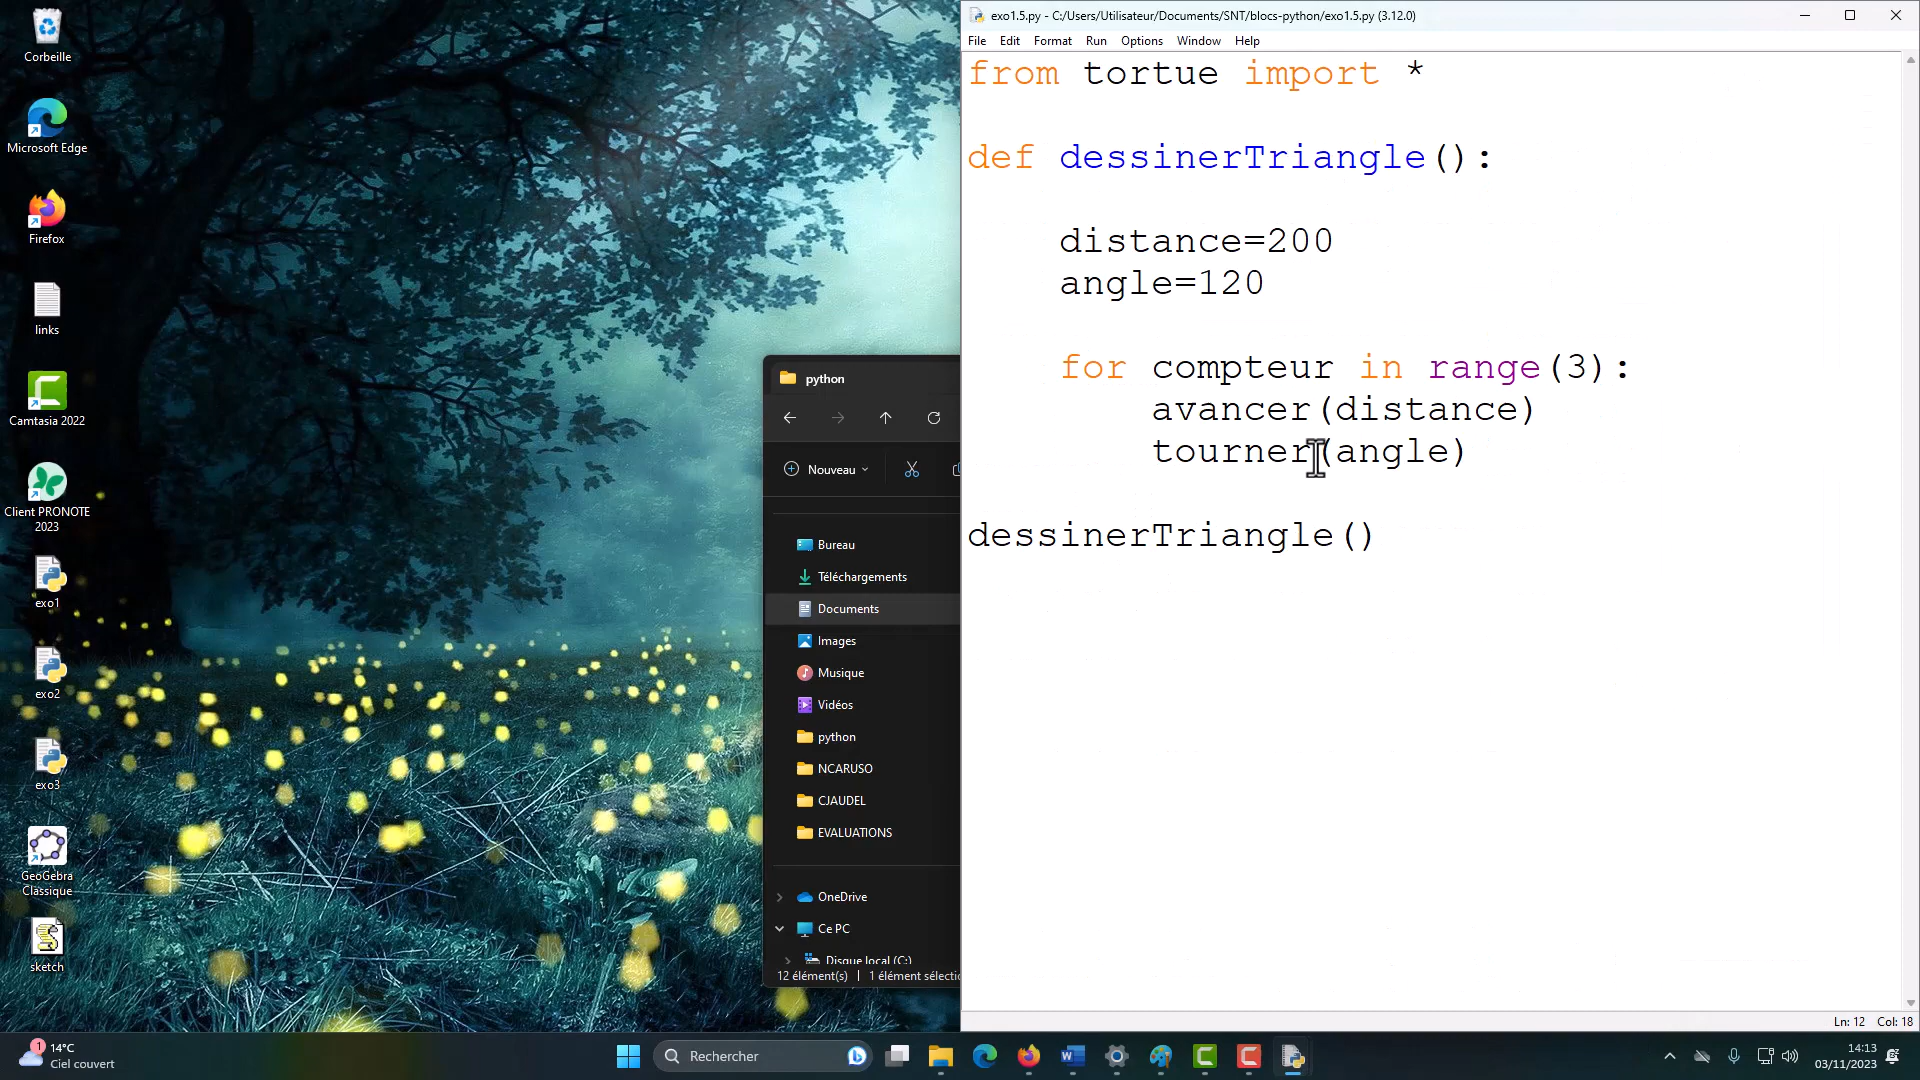 Corbeille
Microsoft Edge
Firefox
links
Camtasia 2022
Client PRONOTE
2023
exo1
exo2
exo3
GeoGebra
Classique
sketch
python
Nouveau
Bureau
Téléchargements
Documents
Images
Musique
Vidéos
python
NCARUSO
CJAUDEL
EVALUATIONS
OneDrive
Ce PC
Disque local (C:)
12 élément(s) 1 élément sélectio
exo1.5.py - C:/Users/Utilisateur/Documents/SNT/blocs-python/exo1.5.py (3.12.0)
File Edit Format Run Options Window Help
from tortue import *
def dessinerTriangle():
distance=200
angle=120
for compteur in range(3):
avancer(distance)
tourner(angle)
dessinerTriangle()
Ln: 12 Col: 18
1
14°C
Ciel couvert
Rechercher
14:13
03/11/2023